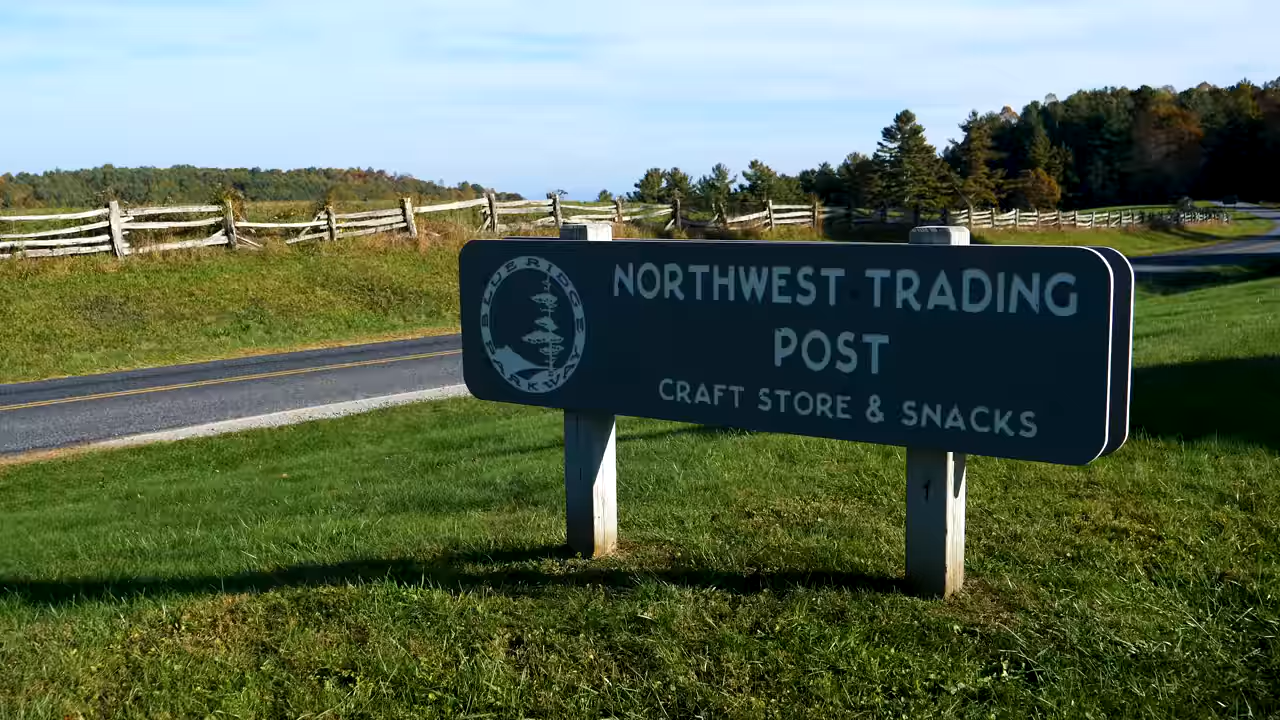 BLUE RIDGE
PARKWAY
NORTHWEST TRADING
POST
CRAFT STORE & SNACKS